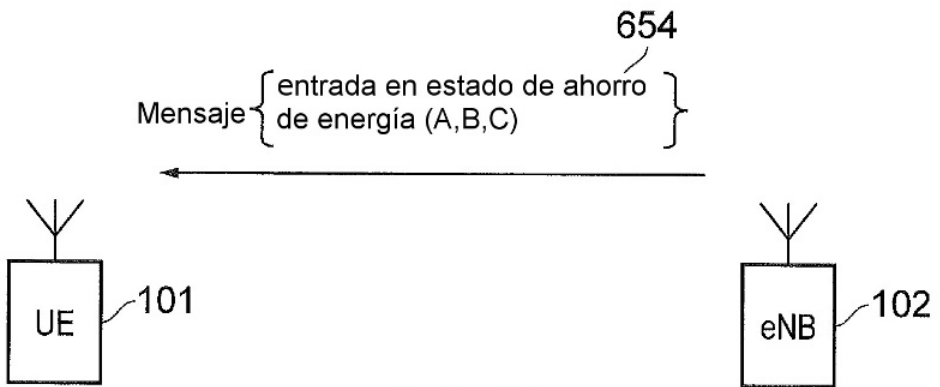 654
Mensaje { entrada en estado de ahorro
de energía (A,B,C) }
UE
101
eNB
102